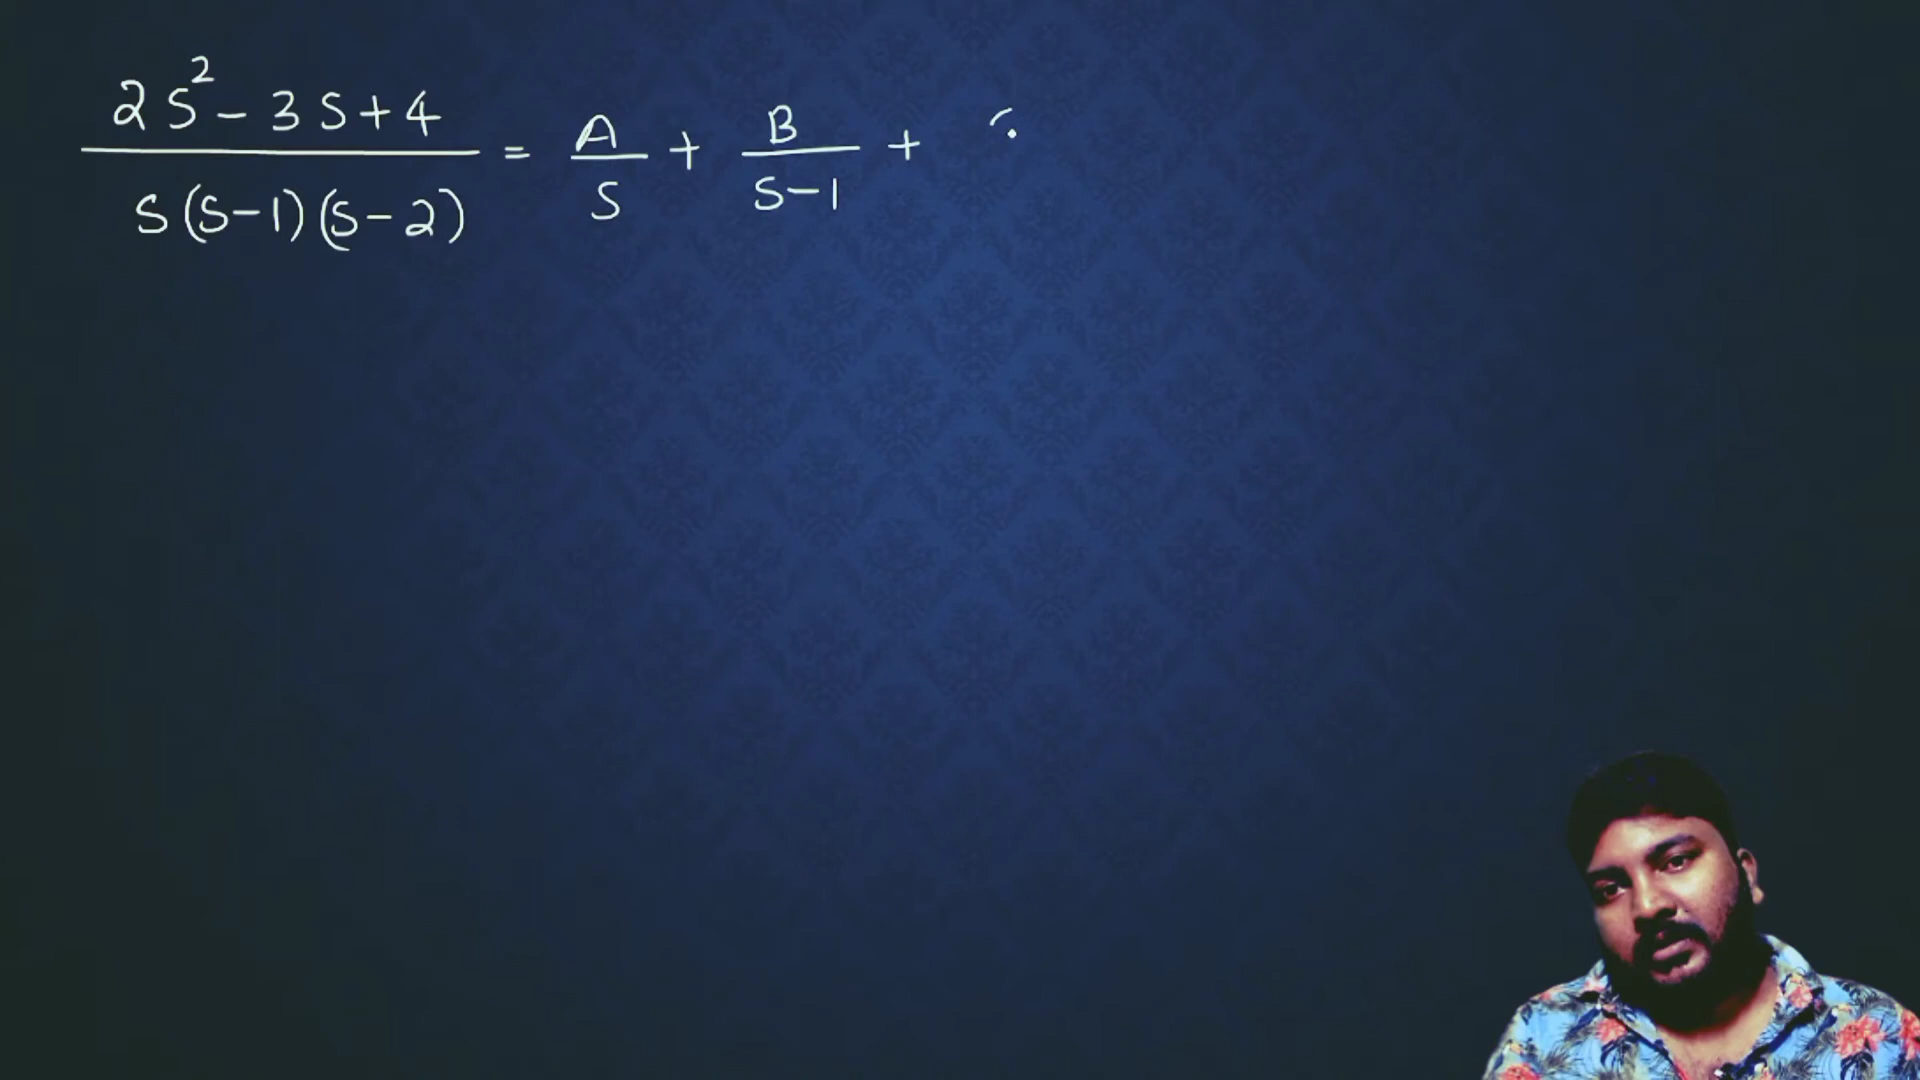 2s² - 3s + 4 / s(s-1)(s-2) = A/s + B/s-1 +